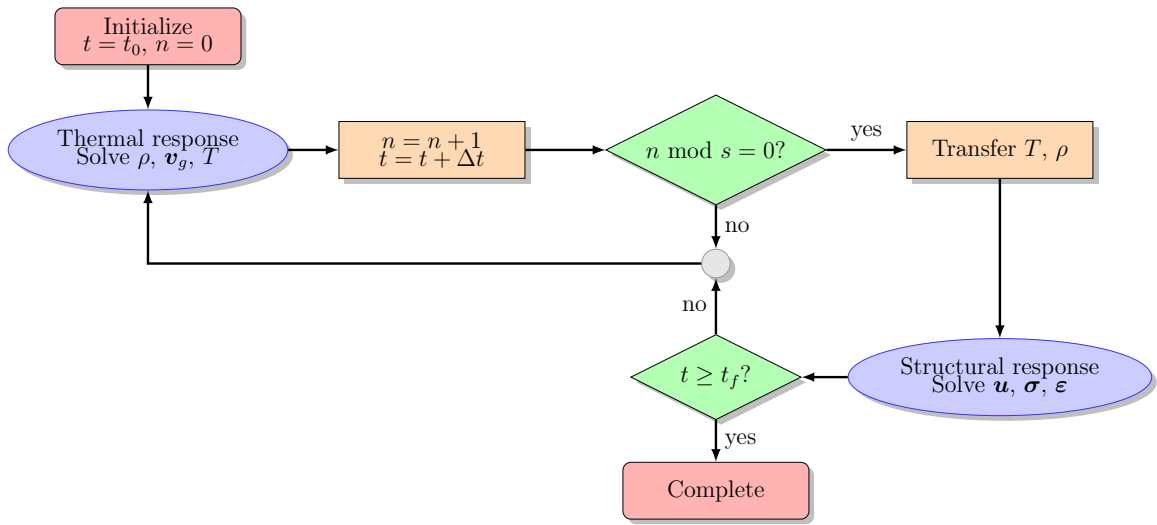 Initialize
t = t₀, n = 0
Thermal response
Solve ρ, 𝒗_g, T
n = n + 1
t = t + Δt
n mod s = 0?
yes
Transfer T, ρ
no
no
t ≥ t_f?
Structural response
Solve 𝒖, 𝝈, 𝜺
yes
Complete